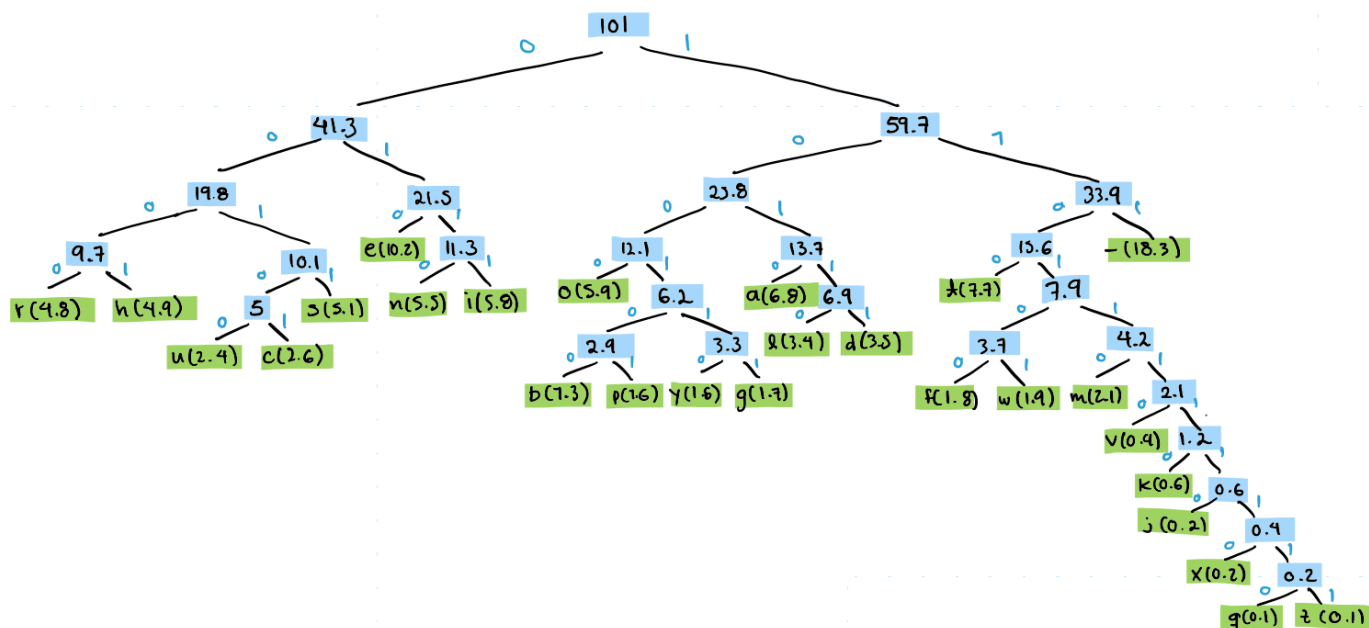 101
0 1
41.3 59.7
0 1 0 1
19.8 21.5 23.8 33.9
0 1 0 1 0 1 0 1
9.7 10.1 e(10.2) 11.3 12.1 13.7 15.6 -(18.3)
0 1 0 1 0 1 0 1 0 1 0 1
r(4.8) h(4.9) 5 s(5.1) n(5.5) i(5.8) o(5.9) 6.2 a(6.8) 6.9 t(7.7) 7.9
0 1 0 1 0 1 0 1
u(2.4) c(2.6) 2.9 3.3 l(3.4) d(3.5) 3.7 4.2
0 1 0 1 0 1 0 1
b(1.3) p(1.6) y(1.6) g(1.7) f(1.8) w(1.9) m(2.1) 2.1
0 1
v(0.9) 1.2
0 1
k(0.6) 0.6
0 1
j(0.2) 0.4
0 1
x(0.2) 0.2
0 1
q(0.1) z(0.1)